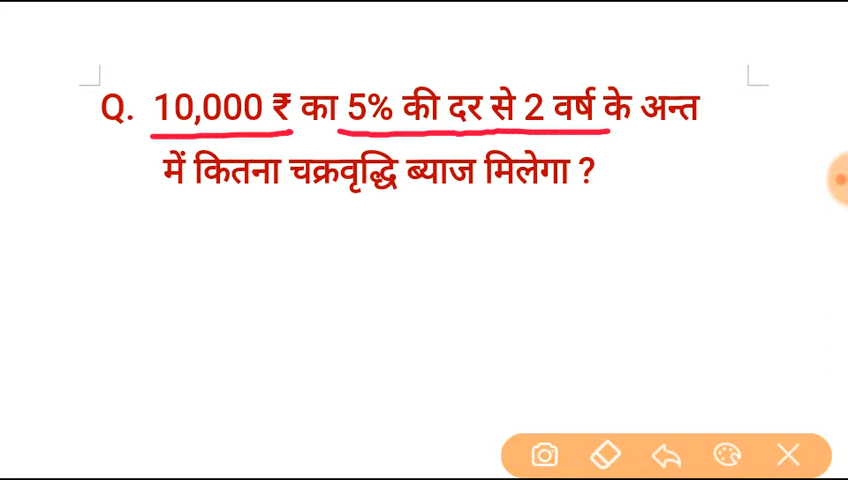 Q. 10,000 ₹ का 5% की दर से 2 वर्ष के अन्त
में कितना चक्रवृद्धि ब्याज मिलेगा ?